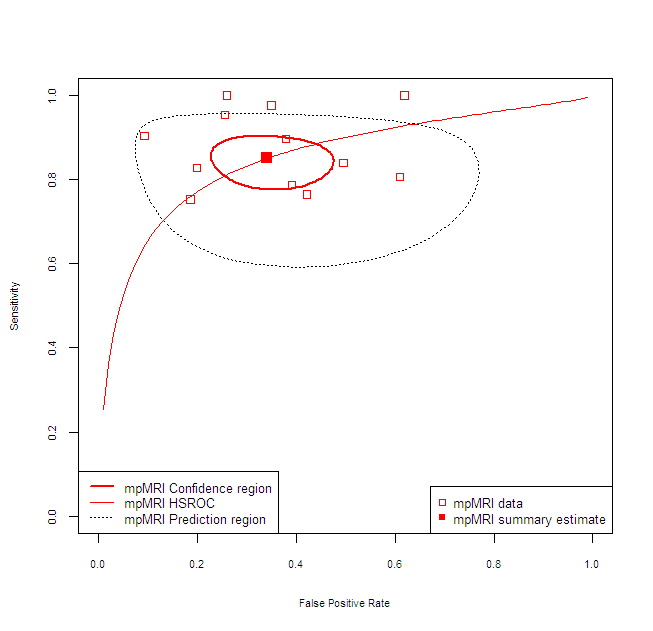 1.0
0.8
0.6
0.4
0.2
0.0
Sensitivity
mpMRI Confidence region
mpMRI HSROC
mpMRI Prediction region
mpMRI data
mpMRI summary estimate
0.0 0.2 0.4 0.6 0.8 1.0
False Positive Rate